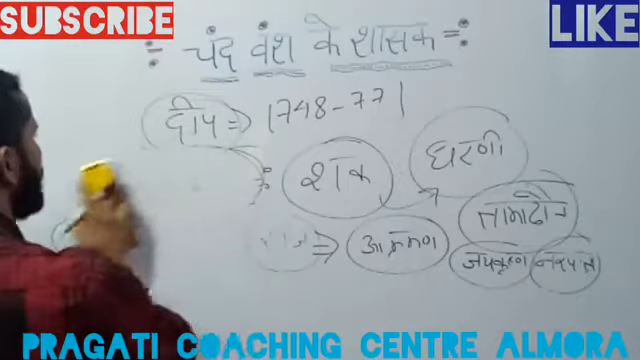 SUBSCRIBE
LIKE
चंद वंश के शासक
दीप => 1748-77
शक
धरणी
तामाढौन
=> आक्रमण
जयकृष्ण
PRAGATI COACHING CENTRE ALMORA